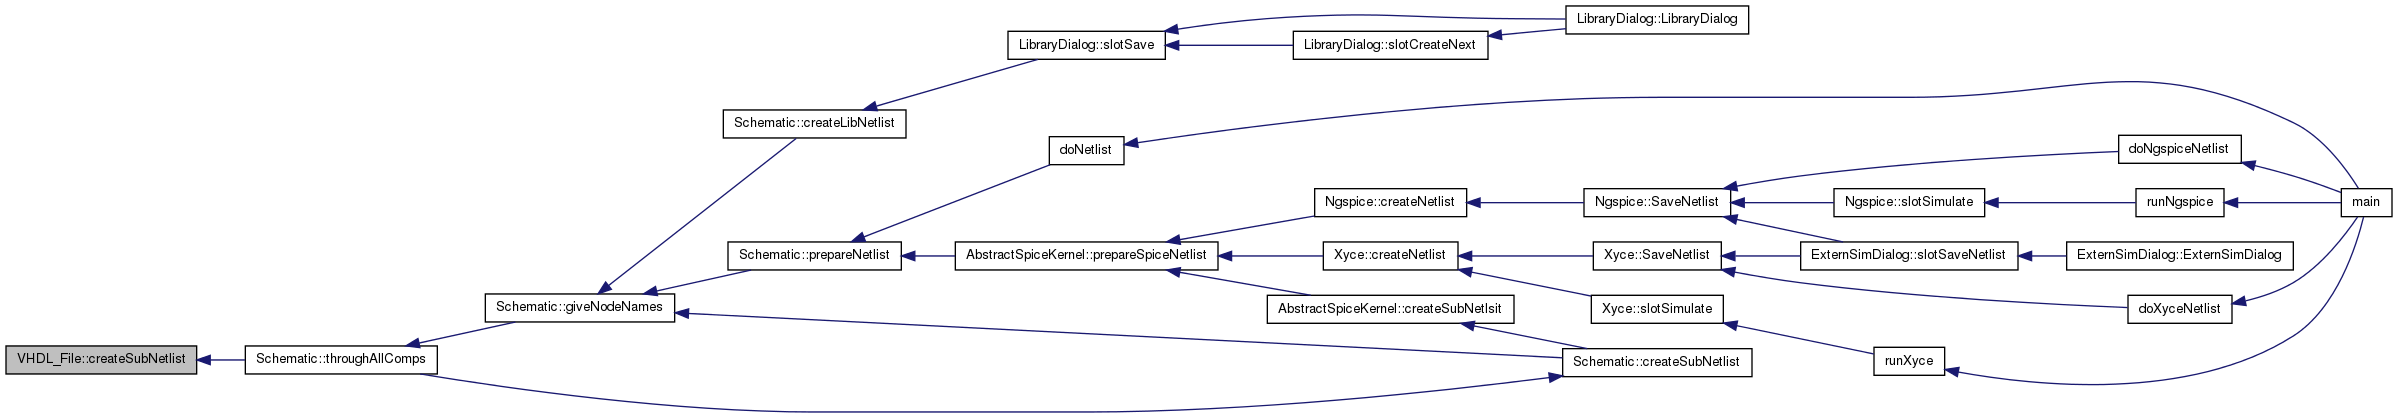 LibraryDialog::LibraryDialog
LibraryDialog::slotSave
LibraryDialog::slotCreateNext
Schematic::createLibNetlist
doNetlist
doNgspiceNetlist
Ngspice::createNetlist
Ngspice::SaveNetlist
Ngspice::slotSimulate
runNgspice
main
Schematic::prepareNetlist
AbstractSpiceKernel::prepareSpiceNetlist
Xyce::createNetlist
Xyce::SaveNetlist
ExternSimDialog::slotSaveNetlist
ExternSimDialog::ExternSimDialog
Schematic::giveNodeNames
AbstractSpiceKernel::createSubNetlsit
Xyce::slotSimulate
doXyceNetlist
VHDL_File::createSubNetlist
Schematic::throughAllComps
Schematic::createSubNetlist
runXyce